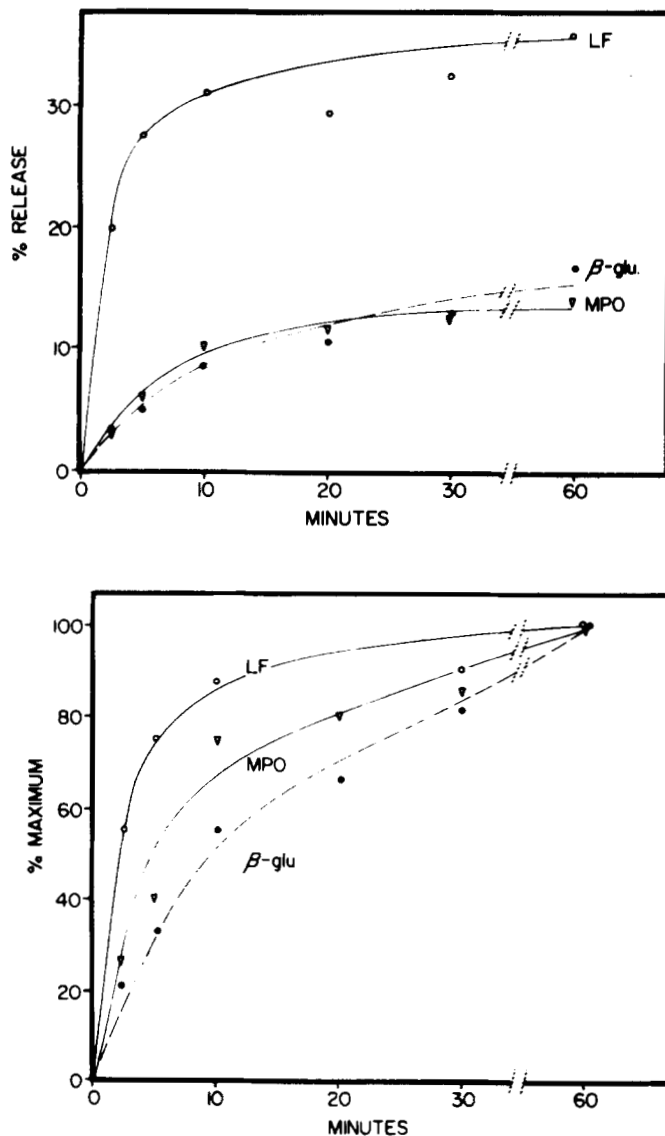 % RELEASE
30
20
10
0
LF
β-glu.
MPO
0 10 20 30 60
MINUTES
% MAXIMUM
100
80
60
40
20
0
LF
MPO
β-glu
0 10 20 30 60
MINUTES